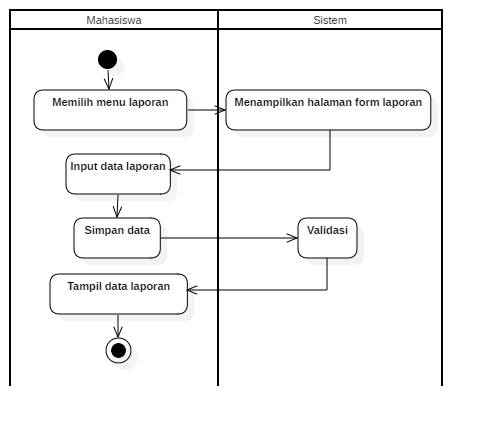 Mahasiswa
Sistem
Memilih menu laporan
Menampilkan halaman form laporan
Input data laporan
Simpan data
Validasi
Tampil data laporan